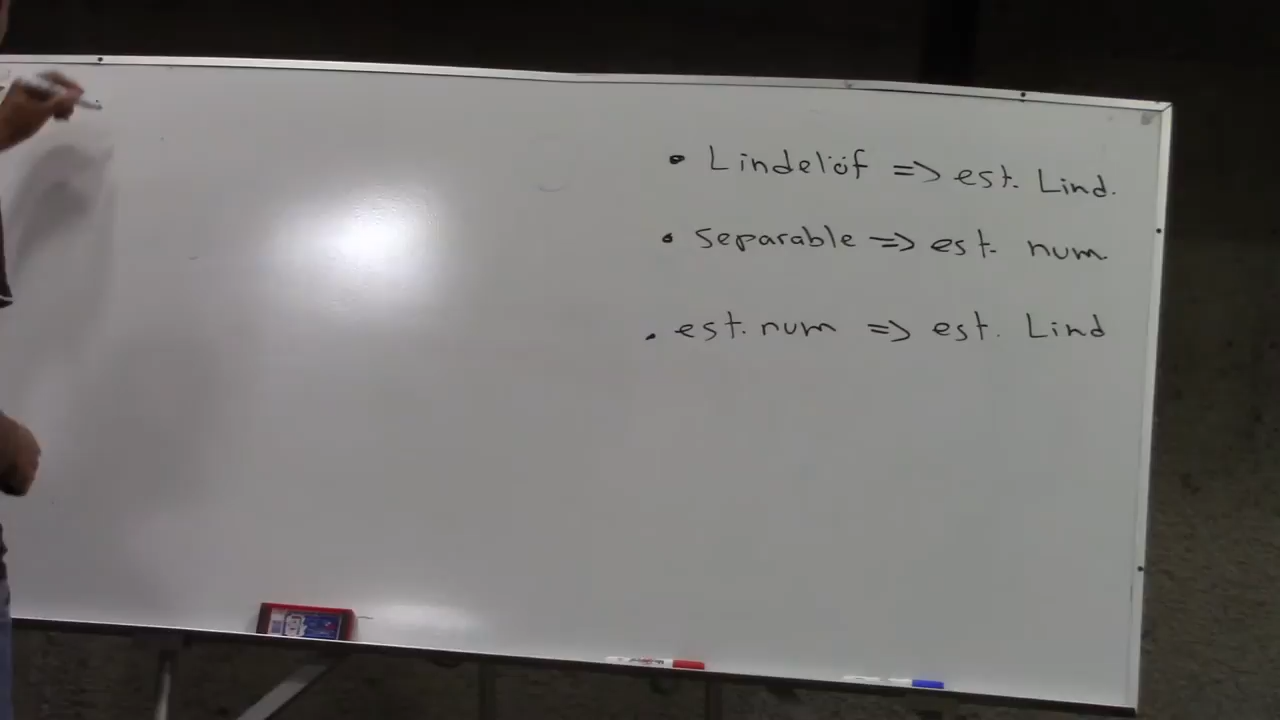 • Lindelöf => est. Lind.
• Separable => est. num.
. est. num => est. Lind